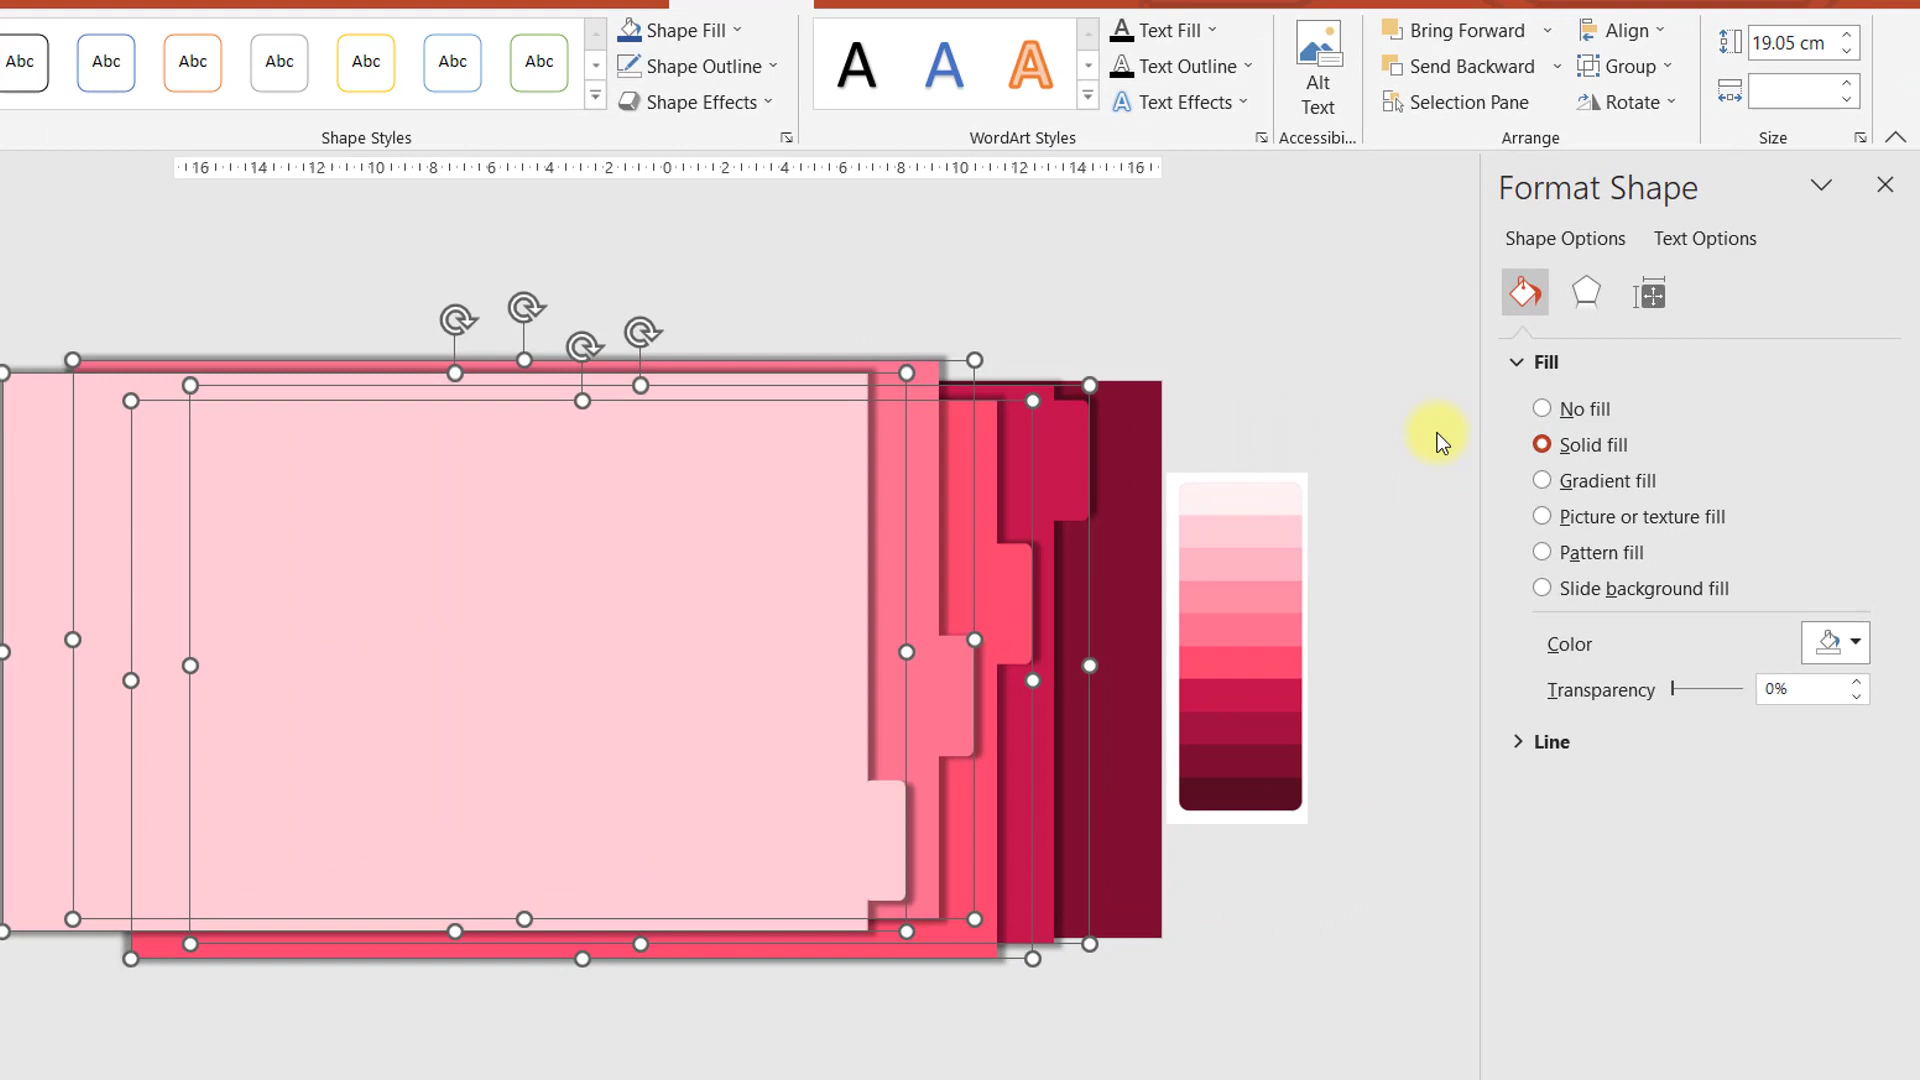 Abc Abc Abc Abc Abc Abc Abc
Shape Fill
Shape Outline
Shape Effects
Shape Styles
A A A
Text Fill
Text Outline
Text Effects
WordArt Styles
Alt
Text
Accessibi...
Bring Forward
Send Backward
Selection Pane
Align
Group
Rotate
Arrange
19.05 cm
Size
16 14 12 10 8 6 4 2 0 2 4 6 8 10 12 14 16
Format Shape
Shape Options Text Options
Fill
No fill
Solid fill
Gradient fill
Picture or texture fill
Pattern fill
Slide background fill
Color
Transparency 0%
Line